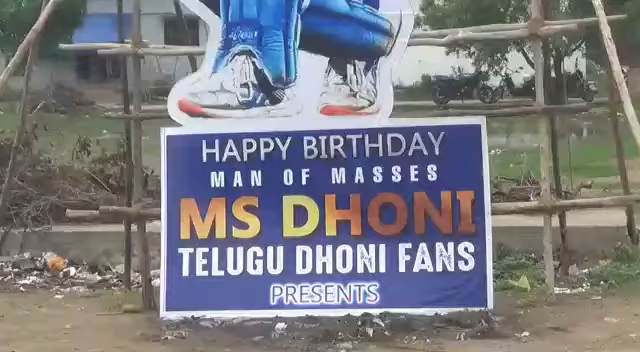 HAPPY BIRTHDAY
MAN OF MASSES
MS DHONI
TELUGU DHONI FANS
PRESENTS